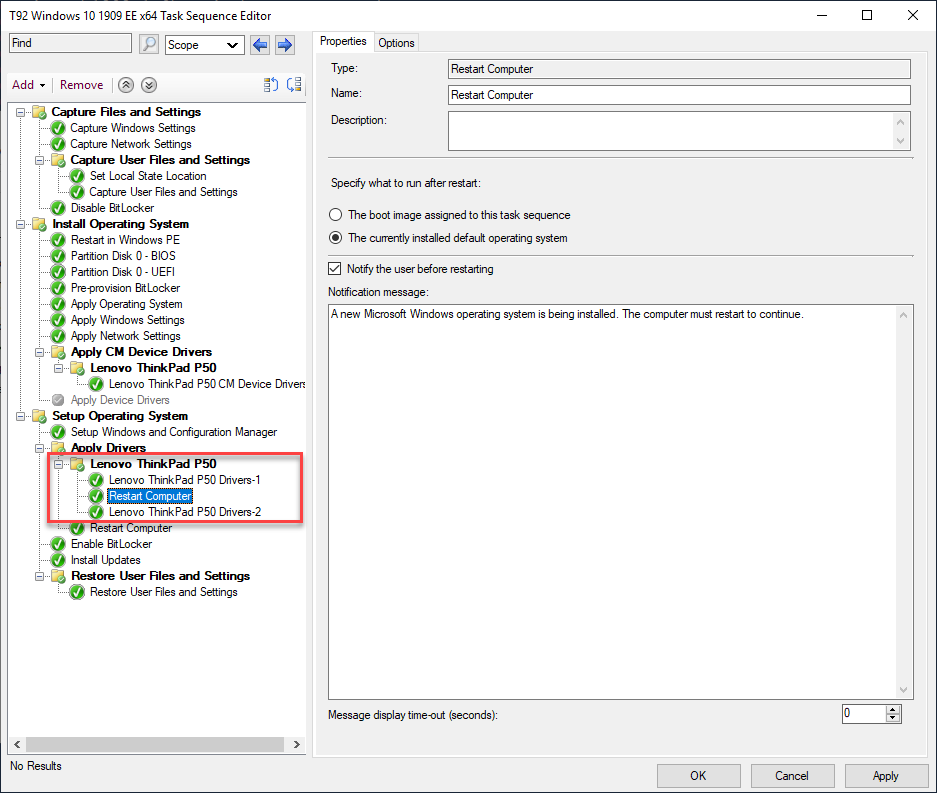 T92 Windows 10 1909 EE x64 Task Sequence Editor
Find
Scope
Add
Remove
Capture Files and Settings
Capture Windows Settings
Capture Network Settings
Capture User Files and Settings
Set Local State Location
Capture User Files and Settings
Disable BitLocker
Install Operating System
Restart in Windows PE
Partition Disk 0 - BIOS
Partition Disk 0 - UEFI
Pre-provision BitLocker
Apply Operating System
Apply Windows Settings
Apply Network Settings
Apply CM Device Drivers
Lenovo ThinkPad P50
Lenovo ThinkPad P50 CM Device Drivers
Apply Device Drivers
Setup Operating System
Setup Windows and Configuration Manager
Apply Drivers
Lenovo ThinkPad P50
Lenovo ThinkPad P50 Drivers-1
Restart Computer
Lenovo ThinkPad P50 Drivers-2
Restart Computer
Enable BitLocker
Install Updates
Restore User Files and Settings
Restore User Files and Settings
No Results
Properties
Options
Type:
Restart Computer
Name:
Restart Computer
Description:
Specify what to run after restart:
The boot image assigned to this task sequence
The currently installed default operating system
Notify the user before restarting
Notification message:
A new Microsoft Windows operating system is being installed. The computer must restart to continue.
Message display time-out (seconds):
0
OK
Cancel
Apply